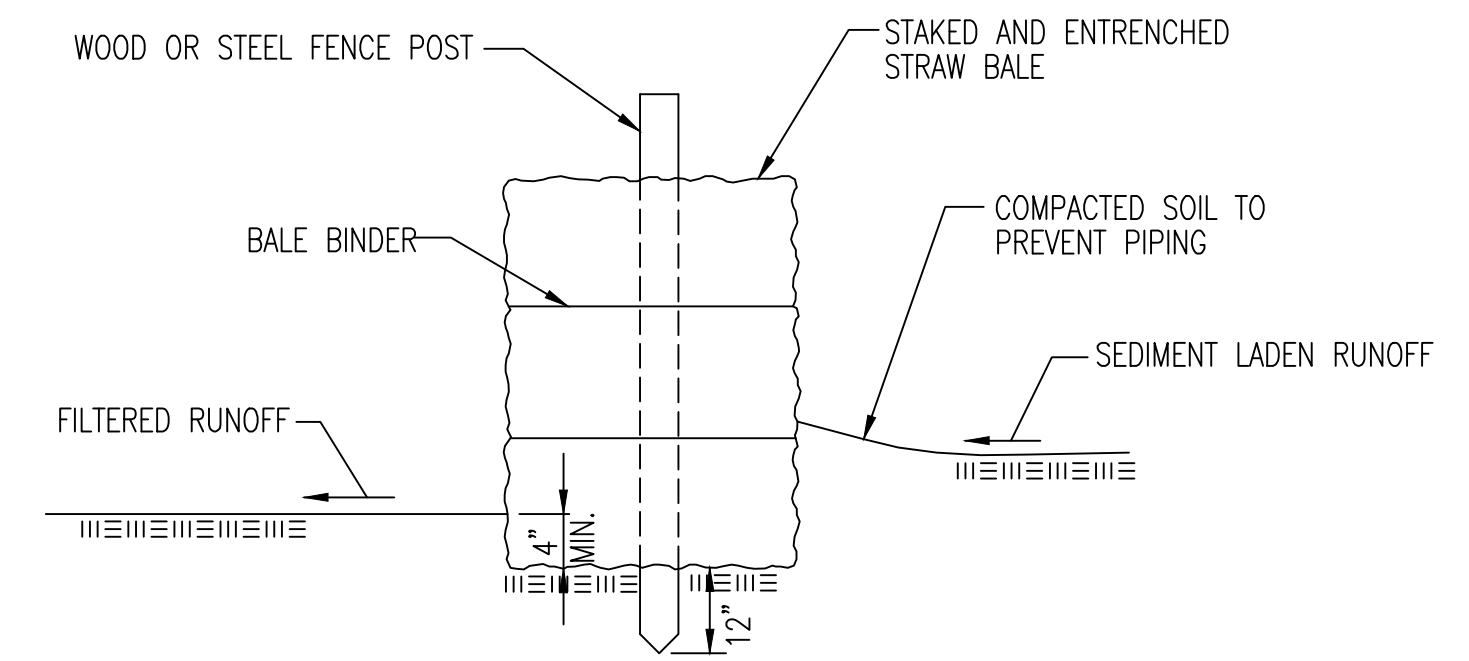 WOOD OR STEEL FENCE POST
STAKED AND ENTRENCHED
STRAW BALE
BALE BINDER
COMPACTED SOIL TO
PREVENT PIPING
SEDIMENT LADEN RUNOFF
FILTERED RUNOFF
4"
MIN.
12"